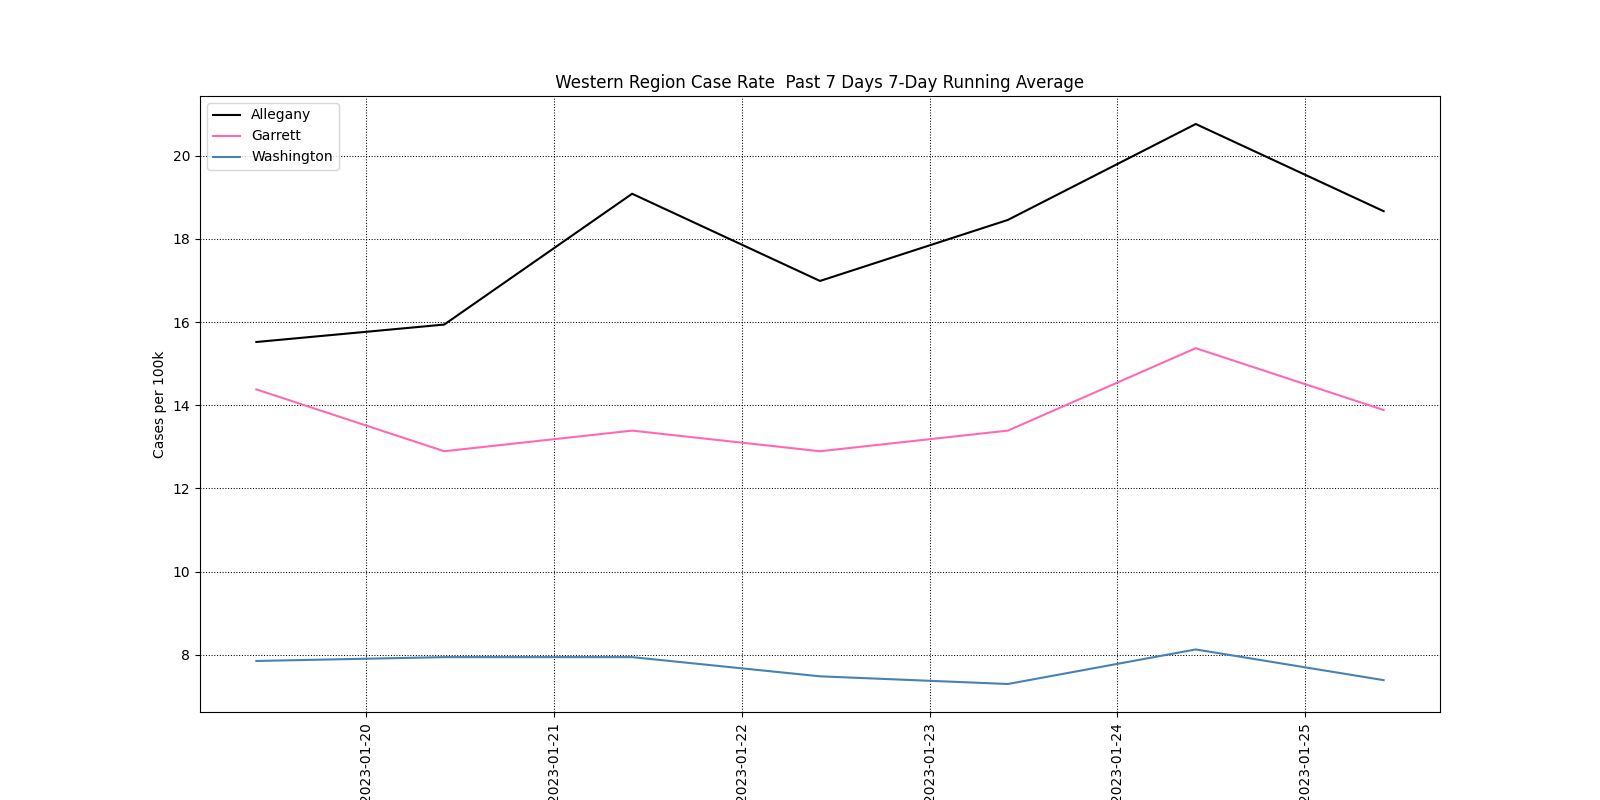 Western Region Case Rate  Past 7 Days 7-Day Running Average
Allegany
Garrett
Washington
Cases per 100k
20
18
16
14
12
10
8
2023-01-20
2023-01-21
2023-01-22
2023-01-23
2023-01-24
2023-01-25